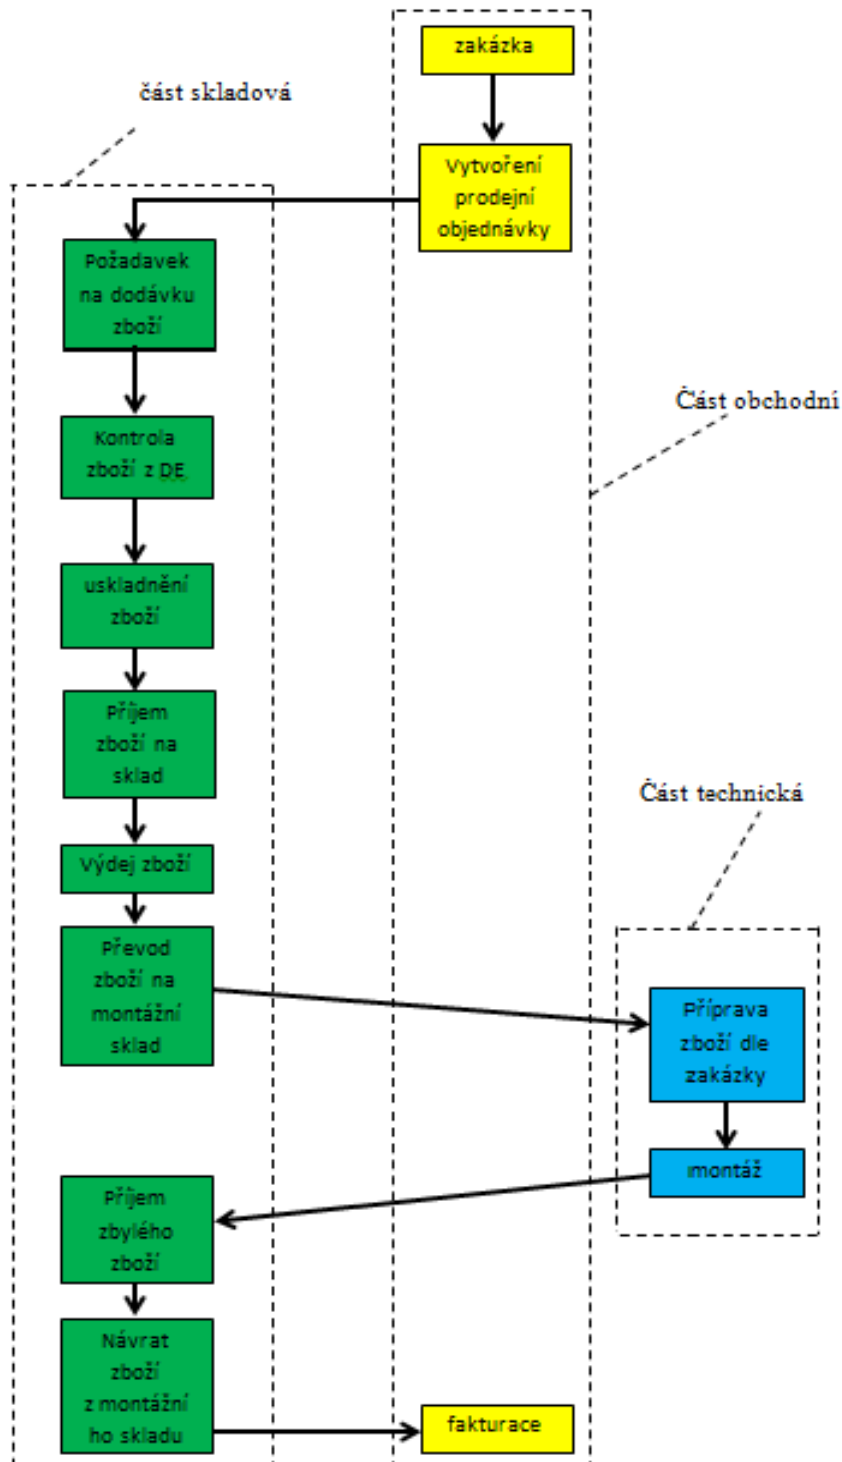 zakázka
část skladová
Vytvoření
prodejní
objednávky
Požadavek
na dodávku
zboží
Část obchodní
Kontrola
zboží z DE
uskladnění
zboží
Příjem
zboží na
sklad
Část technická
Výdej zboží
Převod
zboží na
montážní
sklad
Příprava
zboží dle
zakázky
montáž
Příjem
zbylého
zboží
Návrat
zboží
z montážní
ho skladu
fakturace